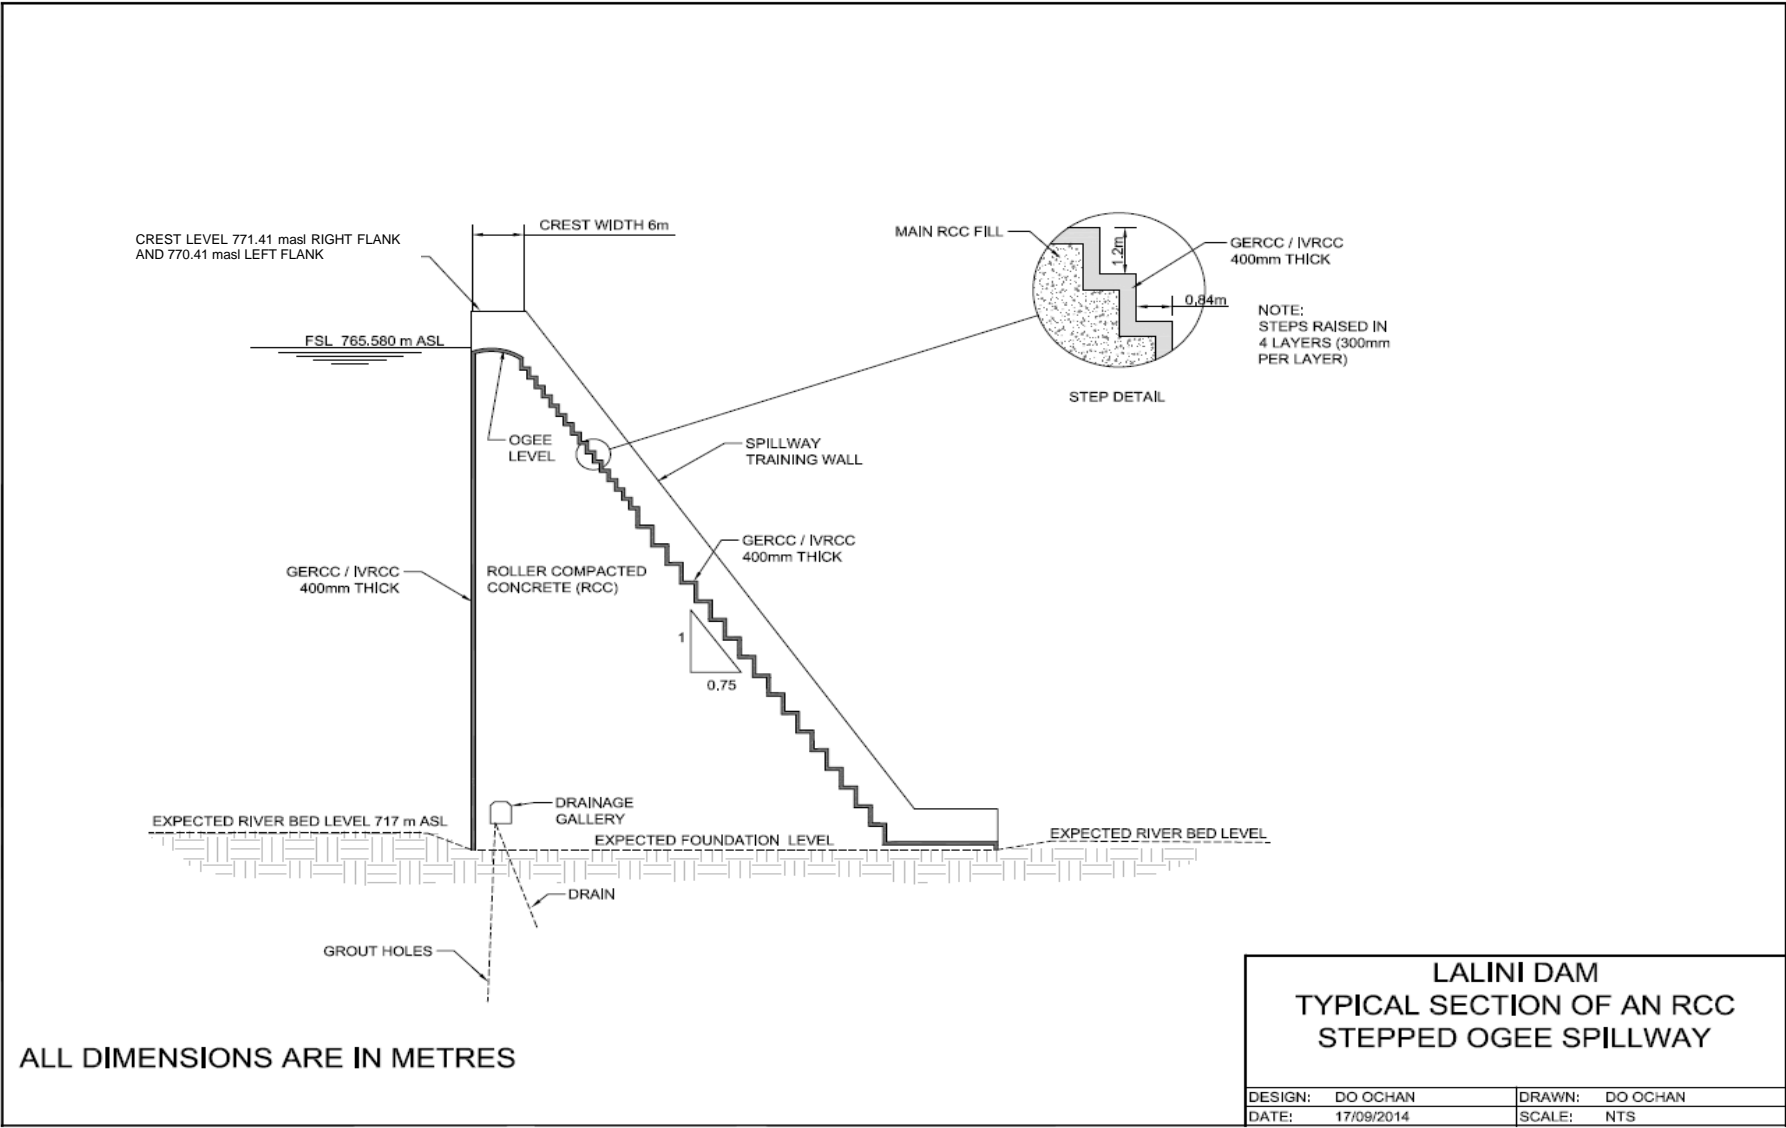 CREST WIDTH 6m
CREST LEVEL 771.41 masl RIGHT FLANK
AND 770.41 masl LEFT FLANK
FSL 765.580 m ASL
MAIN RCC FILL
1,2m
GERCC / IVRCC
400mm THICK
0,84m
NOTE:
STEPS RAISED IN
4 LAYERS (300mm
PER LAYER)
STEP DETAIL
OGEE
LEVEL
SPILLWAY
TRAINING WALL
GERCC / IVRCC
400mm THICK
GERCC / IVRCC
400mm THICK
ROLLER COMPACTED
CONCRETE (RCC)
1
0,75
DRAINAGE
GALLERY
EXPECTED RIVER BED LEVEL 717 m ASL
EXPECTED FOUNDATION LEVEL
EXPECTED RIVER BED LEVEL
DRAIN
GROUT HOLES
ALL DIMENSIONS ARE IN METRES
LALINI DAM
TYPICAL SECTION OF AN RCC
STEPPED OGEE SPILLWAY
DESIGN: DO OCHAN DRAWN: DO OCHAN
DATE: 17/09/2014 SCALE: NTS